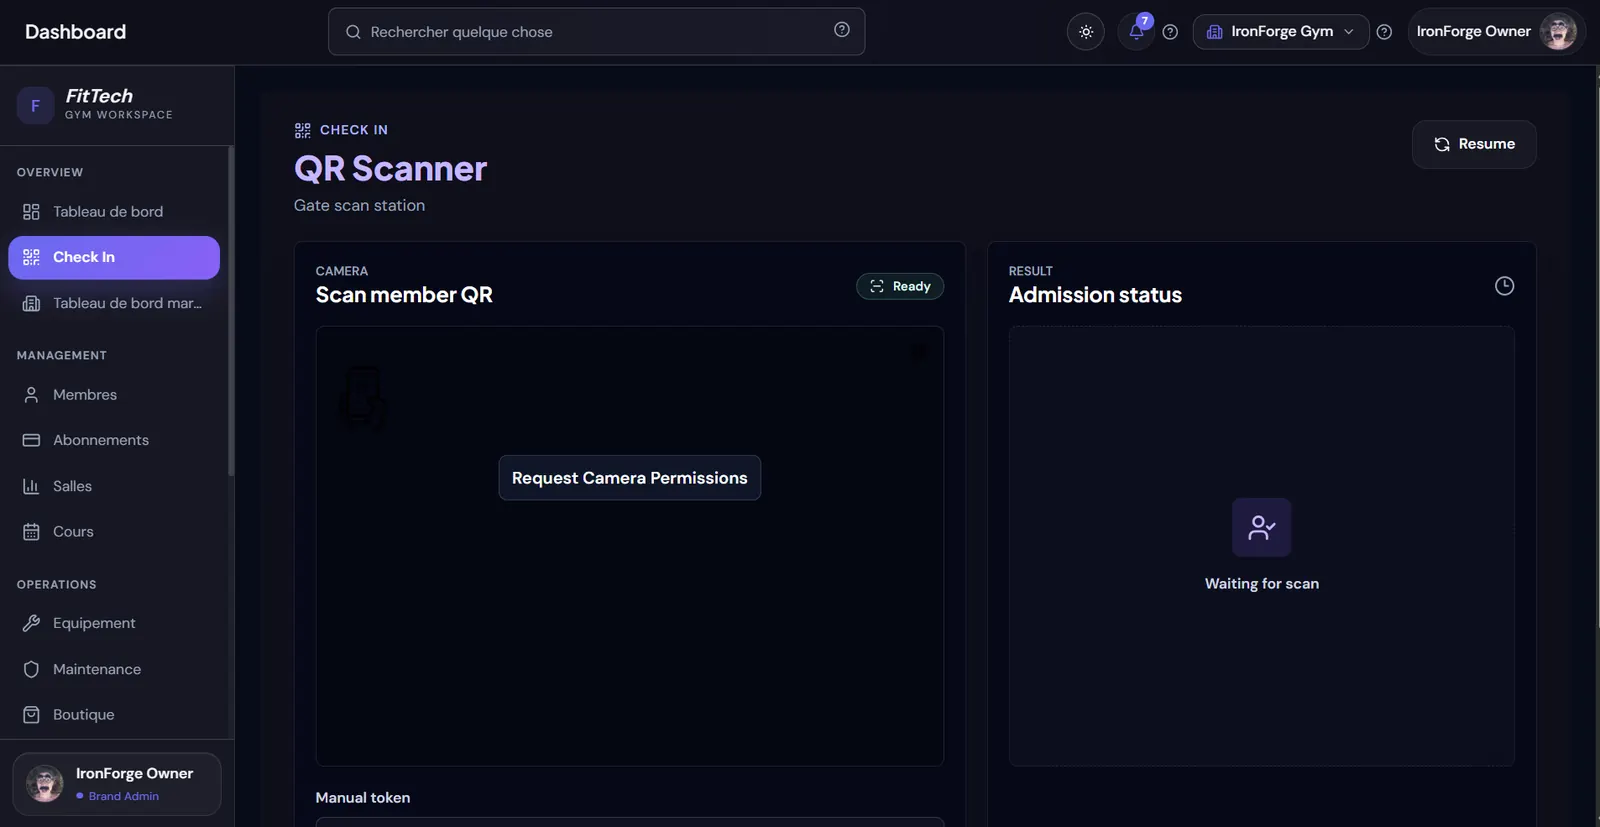 Dashboard
Rechercher quelque chose
7
IronForge Gym
IronForge Owner
F
FitTech
GYM WORKSPACE
OVERVIEW
Tableau de bord
Check In
Tableau de bord mar...
MANAGEMENT
Membres
Abonnements
Salles
Cours
OPERATIONS
Equipement
Maintenance
Boutique
IronForge Owner
Brand Admin
CHECK IN
QR Scanner
Gate scan station
Resume
CAMERA
Scan member QR
Ready
Request Camera Permissions
Manual token
RESULT
Admission status
Waiting for scan